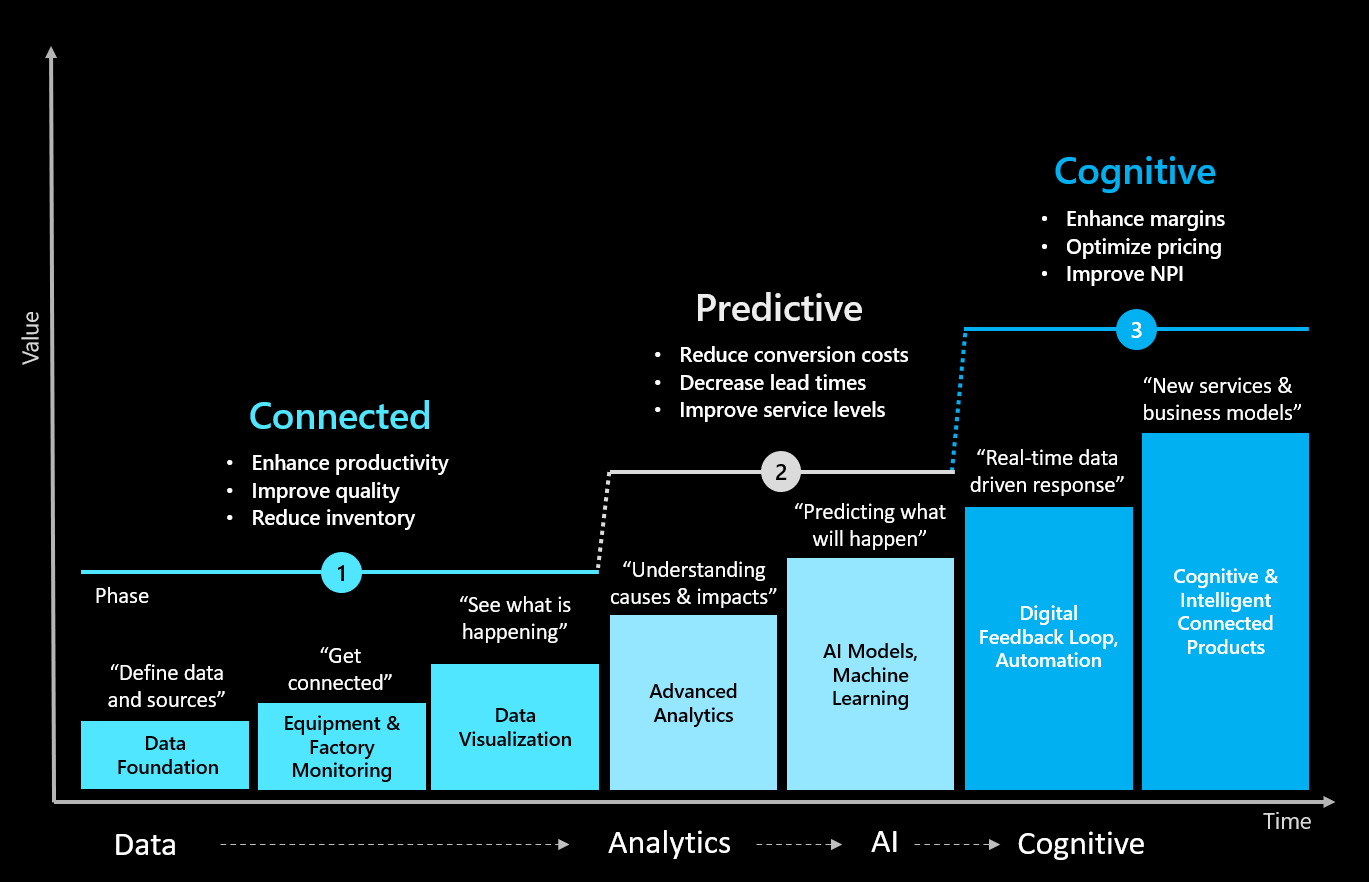 Value
Cognitive
• Enhance margins
• Optimize pricing
• Improve NPI
3
Predictive
• Reduce conversion costs
• Decrease lead times
• Improve service levels
2
Connected
• Enhance productivity
• Improve quality
• Reduce inventory
1
Phase
“Define data
and sources”
Data
Foundation
“Get
connected”
Equipment &
Factory
Monitoring
“See what is
happening”
Data
Visualization
“Understanding
causes & impacts”
Advanced
Analytics
“Predicting what
will happen”
AI Models,
Machine
Learning
“Real-time data
driven response”
Digital
Feedback Loop,
Automation
“New services &
business models”
Cognitive &
Intelligent
Connected
Products
Time
Data
Analytics
AI
Cognitive